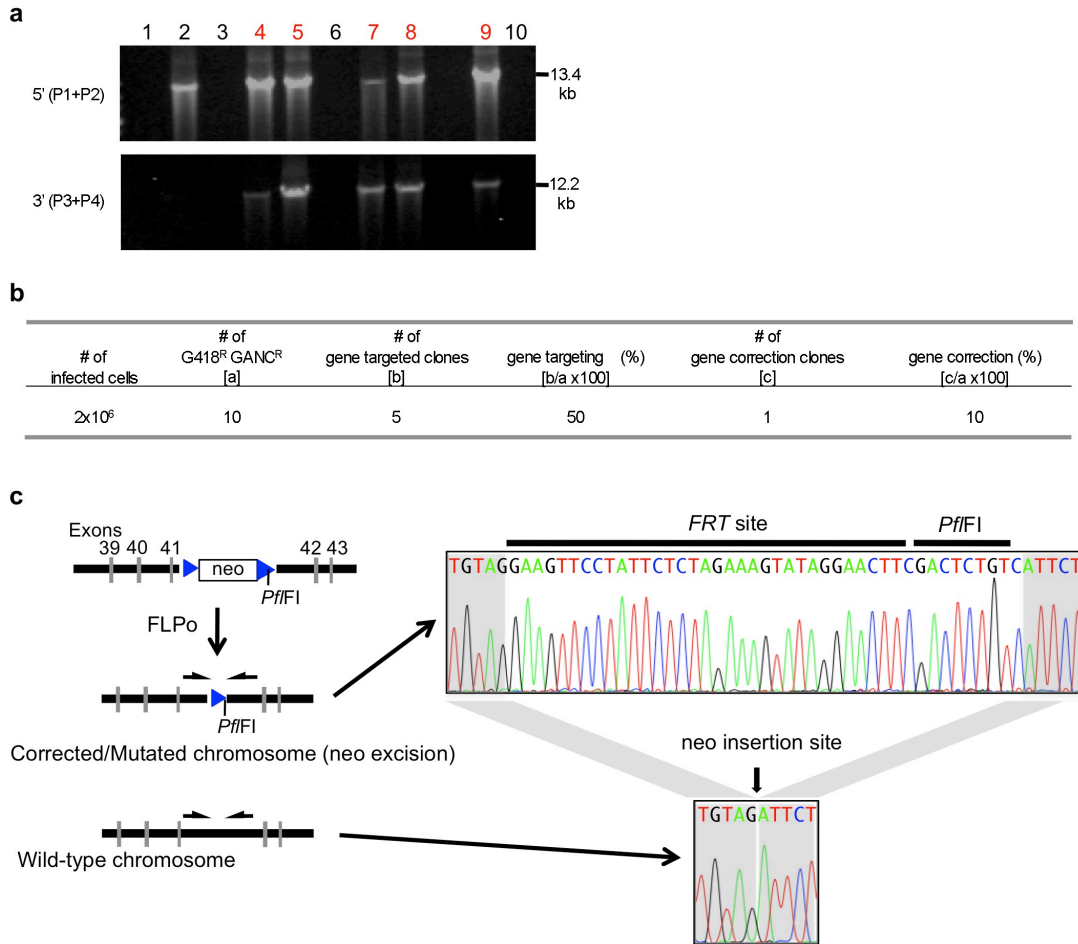 a
1 2 3 4 5 6 7 8 9 10
5' (P1+P2)
13.4
kb
3' (P3+P4)
12.2
kb
b
# of
infected cells
# of
G418ᴿ GANCᴿ
[a]
# of
gene targeted clones
[b]
gene targeting (%)
[b/a x100]
# of
gene correction clones
[c]
gene correction (%)
[c/a x100]
2x10⁶ 10 5 50 1 10
c
Exons
39 40 41 42 43
neo
PflFI
FLPo
PflFI
Corrected/Mutated chromosome (neo excision)
Wild-type chromosome
FRT site PflFI
TGTAGGAAGTTCCTATTCTCTAGAAAGTATAGGAACTTCGACTCTGTCATTCT
neo insertion site
TGTAGATTCT